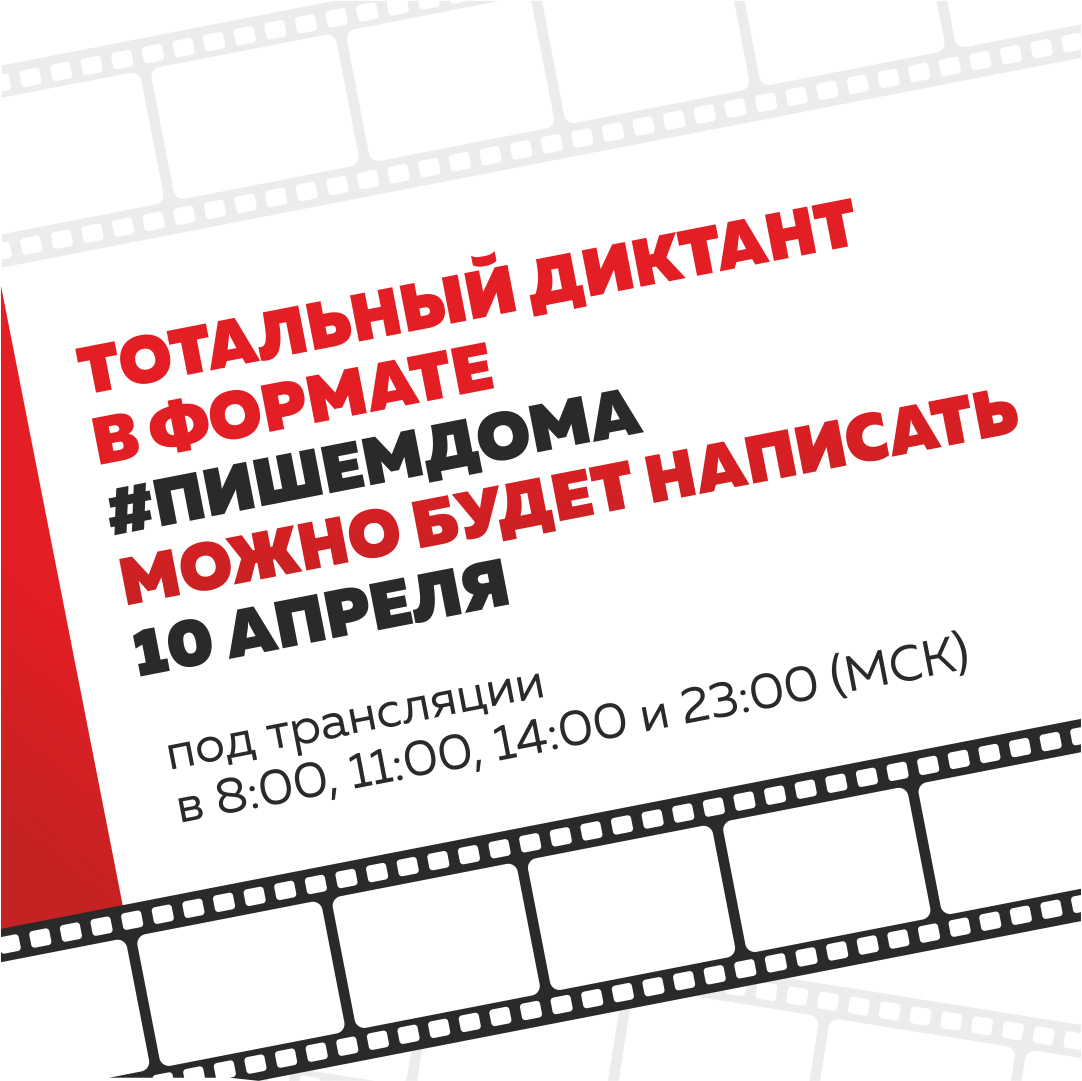 ТОТАЛЬНЫЙ ДИКТАНТ
В ФОРМАТЕ
#ПИШЕМДОМА
МОЖНО БУДЕТ НАПИСАТЬ
10 АПРЕЛЯ
под трансляции
в 8:00, 11:00, 14:00 и 23:00 (МСК)